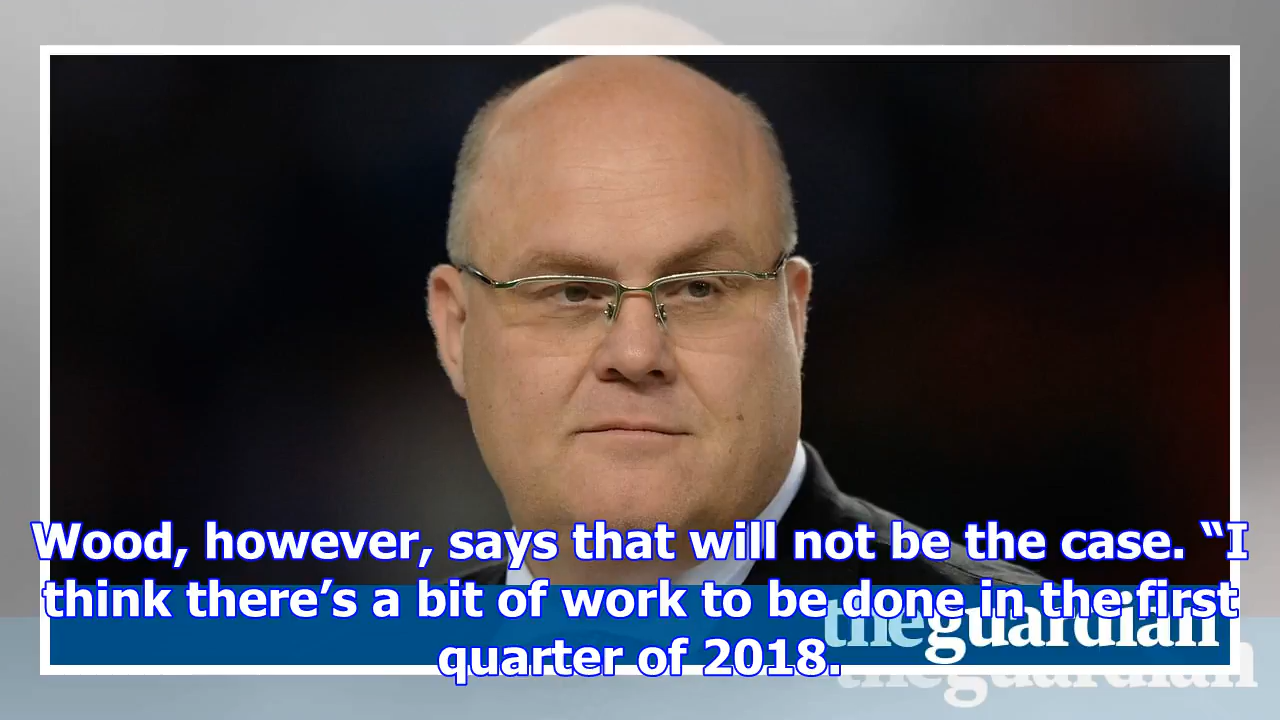 Wood, however, says that will not be the case. “I
think there’s a bit of work to be done in the first
quarter of 2018.
theguardian
theguardian